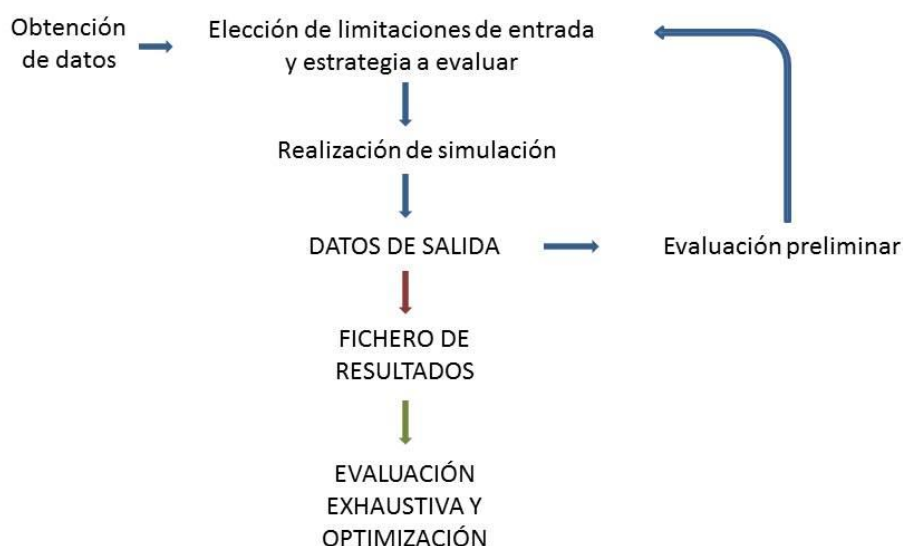 Obtención
de datos
Elección de limitaciones de entrada
y estrategia a evaluar
Realización de simulación
DATOS DE SALIDA
Evaluación preliminar
FICHERO DE
RESULTADOS
EVALUACIÓN
EXHAUSTIVA Y
OPTIMIZACIÓN